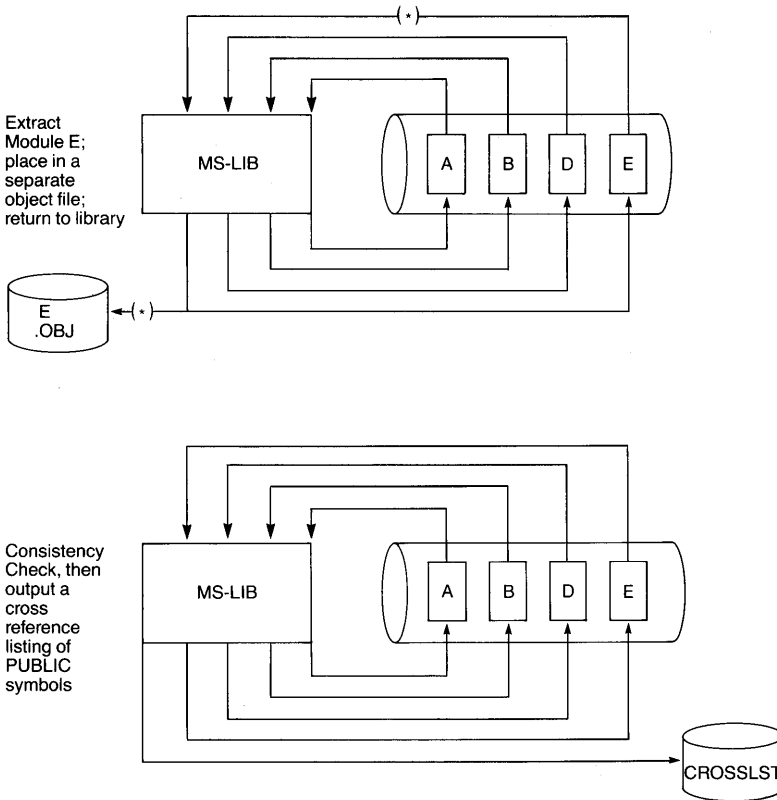 (*)
Extract
Module E;
place in a
separate
object file;
return to library
MS-LIB
A B D E
E
.OBJ
(*)
Consistency
Check, then
output a
cross
reference
listing of
PUBLIC
symbols
MS-LIB
A B D E
CROSSLST